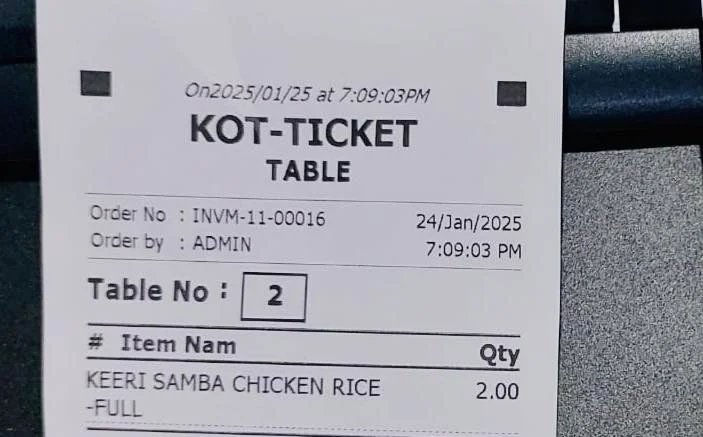 On2025/01/25 at 7:09:03PM
KOT-TICKET
TABLE
Order No : INVM-11-00016 24/Jan/2025
Order by : ADMIN 7:09:03 PM
Table No : 2
# Item Nam Qty
KEERI SAMBA CHICKEN RICE 2.00
-FULL